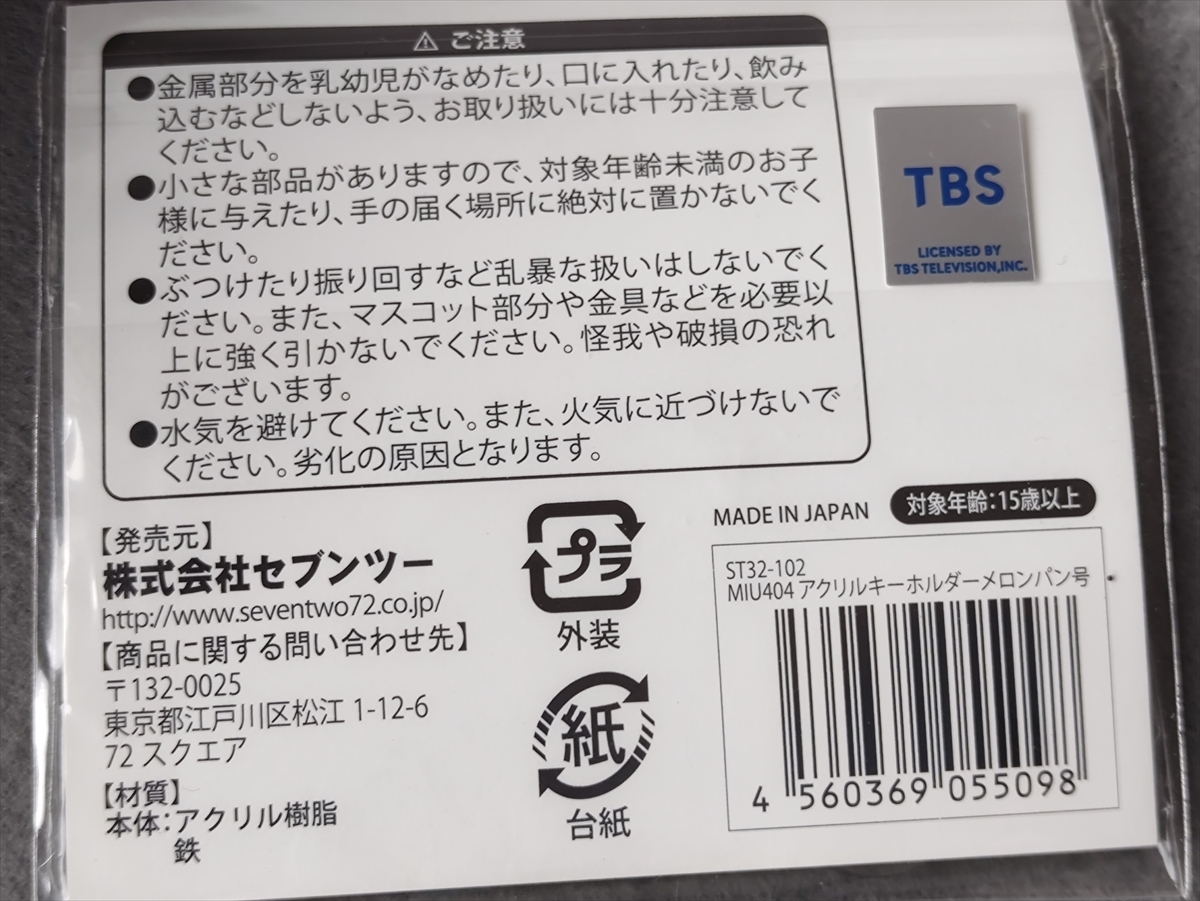 ⚠ ご注意
●金属部分を乳幼児がなめたり、口に入れたり、飲み
込むなどしないよう、お取り扱いには十分注意して
ください。
●小さな部品がありますので、対象年齢未満のお子
様に与えたり、手の届く場所に絶対に置かないでく
ださい。
●ぶつけたり振り回すなど乱暴な扱いはしないでく
ださい。また、マスコット部分や金具などを必要以
上に強く引かないでください。怪我や破損の恐れ
がございます。
●水気を避けてください。また、火気に近づけないで
ください。劣化の原因となります。
TBS
LICENSED BY
TBS TELEVISION,INC.
【発売元】
株式会社セブンツー
http://www.seventwo72.co.jp/
【商品に関する問い合わせ先】
〒132-0025
東京都江戸川区松江 1-12-6
72 スクエア
【材質】
本体：アクリル樹脂
鉄
プラ
外装
紙
台紙
MADE IN JAPAN
対象年齢：15歳以上
ST32-102
MIU404 アクリルキーホルダーメロンパン号
4 560369 055098